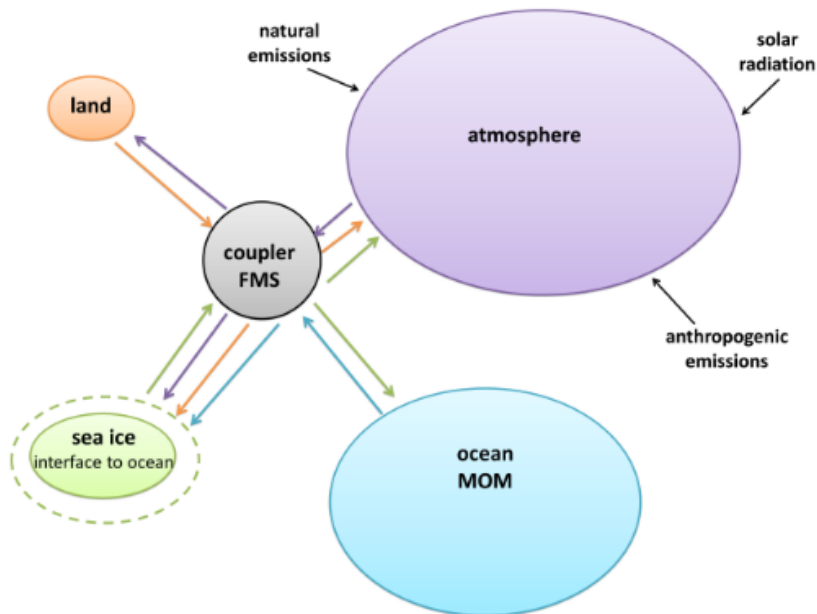 natural
emissions
solar
radiation
land
atmosphere
coupler
FMS
anthropogenic
emissions
sea ice
interface to ocean
ocean
MOM